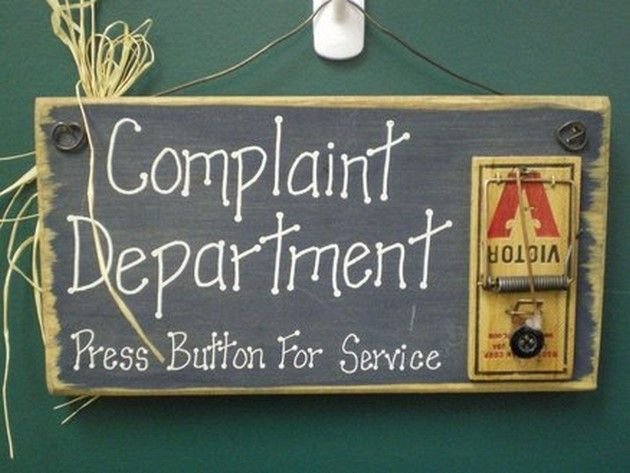 Complaint
Department
Press Button For Service
VICTOR